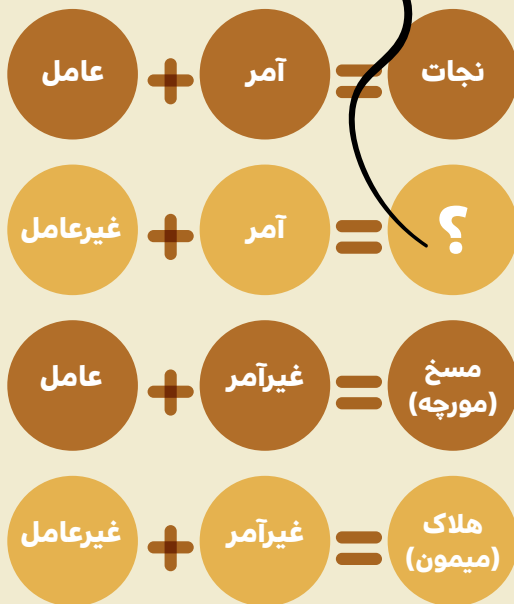 عامل + آمر = نجات
غیرعامل + آمر = ؟
عامل + غیرآمر = مسخ
(مورچه)
غیرعامل + غیرآمر = هلاک
(میمون)